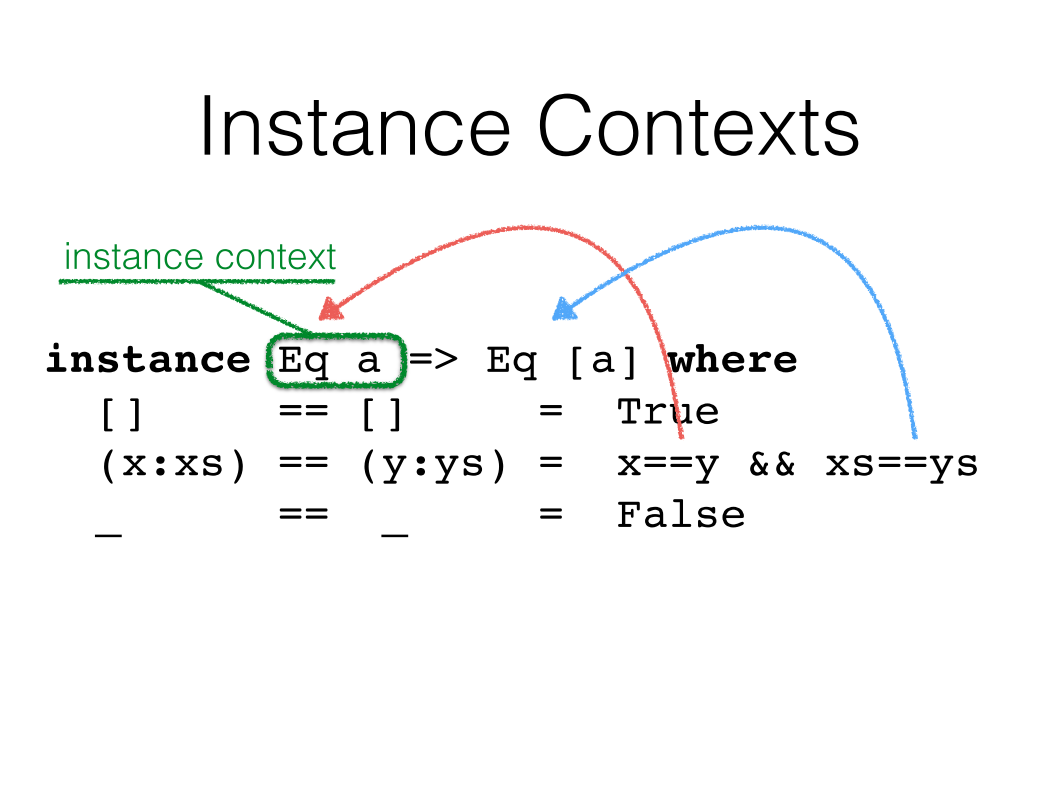 Instance Contexts
instance context
instance Eq a => Eq [a] where
  []     == []     =  True
  (x:xs) == (y:ys) =  x==y && xs==ys
  _      ==  _     =  False